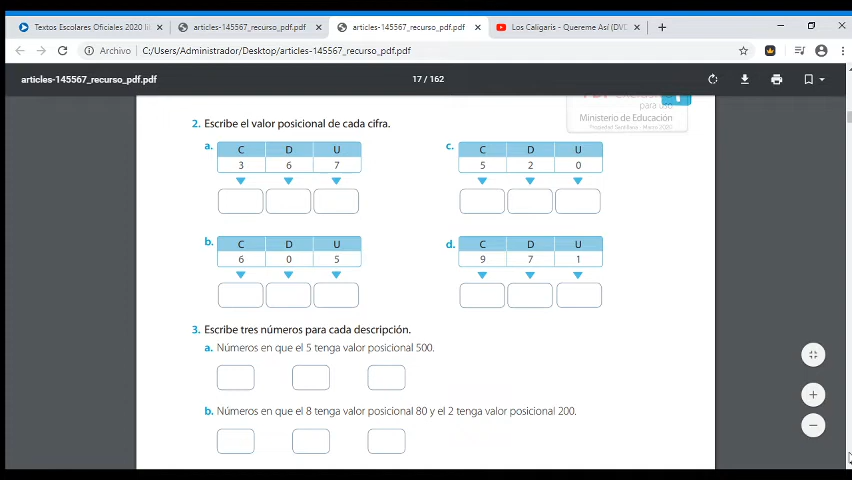 Textos Escolares Oficiales 2020 li
articles-145567_recurso_pdf.pdf
articles-145567_recurso_pdf.pdf
Los Caligaris - Quereme Así (DVD
Archivo
C:/Users/Administrador/Desktop/articles-145567_recurso_pdf.pdf
articles-145567_recurso_pdf.pdf
17 / 162
para uso
Ministerio de Educación
2. Escribe el valor posicional de cada cifra.
a. C D U
3 6 7
c. C D U
5 2 0
b. C D U
6 0 5
d. C D U
9 7 1
3. Escribe tres números para cada descripción.
a. Números en que el 5 tenga valor posicional 500.
b. Números en que el 8 tenga valor posicional 80 y el 2 tenga valor posicional 200.